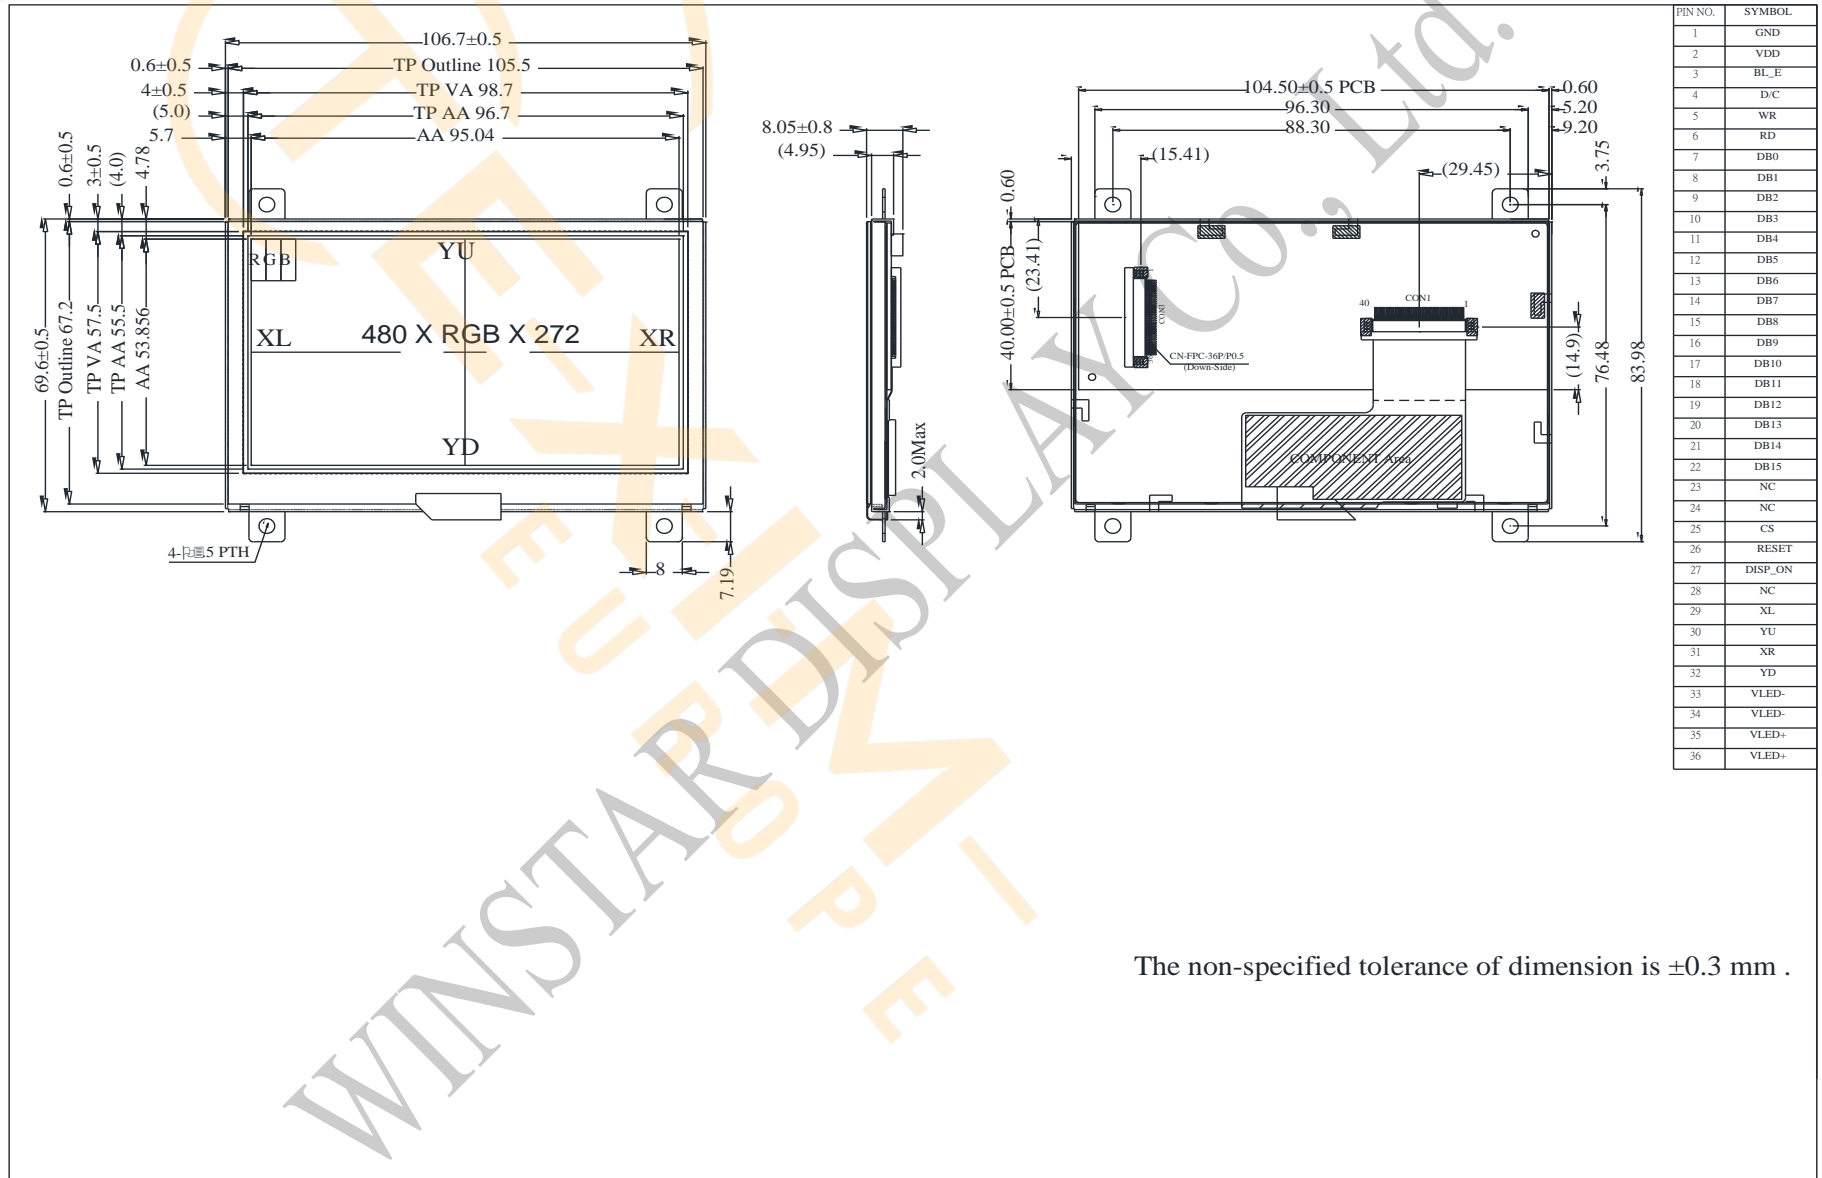 106.7±0.5
0.6±0.5
TP Outline 105.5
4±0.5
TP VA 98.7
(5.0)
TP AA 96.7
5.7
AA 95.04
0.6±0.5
3±0.5
(4.0)
4.78
69.6±0.5
TP Outline 67.2
TP VA 57.5
TP AA 55.5
AA 53.856
RGB
YU
XL
480 X RGB X 272
XR
YD
5 PTH
8
7.19
8.05±0.8
(4.95)
2.0Max
104.50±0.5 PCB
0.60
96.30
5.20
88.30
9.20
(15.41)
(29.45)
3.75
0.60
40.00±0.5 PCB
(23.41)
CON3
CN-FPC-36P/P0.5
(Down-Side)
40
CON1
1
(14.9)
76.48
83.98
COMPONENT Area
PIN NO. SYMBOL
1 GND
2 VDD
3 BL_E
4 D/C
5 WR
6 RD
7 DB0
8 DB1
9 DB2
10 DB3
11 DB4
12 DB5
13 DB6
14 DB7
15 DB8
16 DB9
17 DB10
18 DB11
19 DB12
20 DB13
21 DB14
22 DB15
23 NC
24 NC
25 CS
26 RESET
27 DISP_ON
28 NC
29 XL
30 YU
31 XR
32 YD
33 VLED-
34 VLED-
35 VLED+
36 VLED+
The non-specified tolerance of dimension is ±0.3 mm .
WINSTAR DISPLAY Co., Ltd.
TEXIM
EUROPE